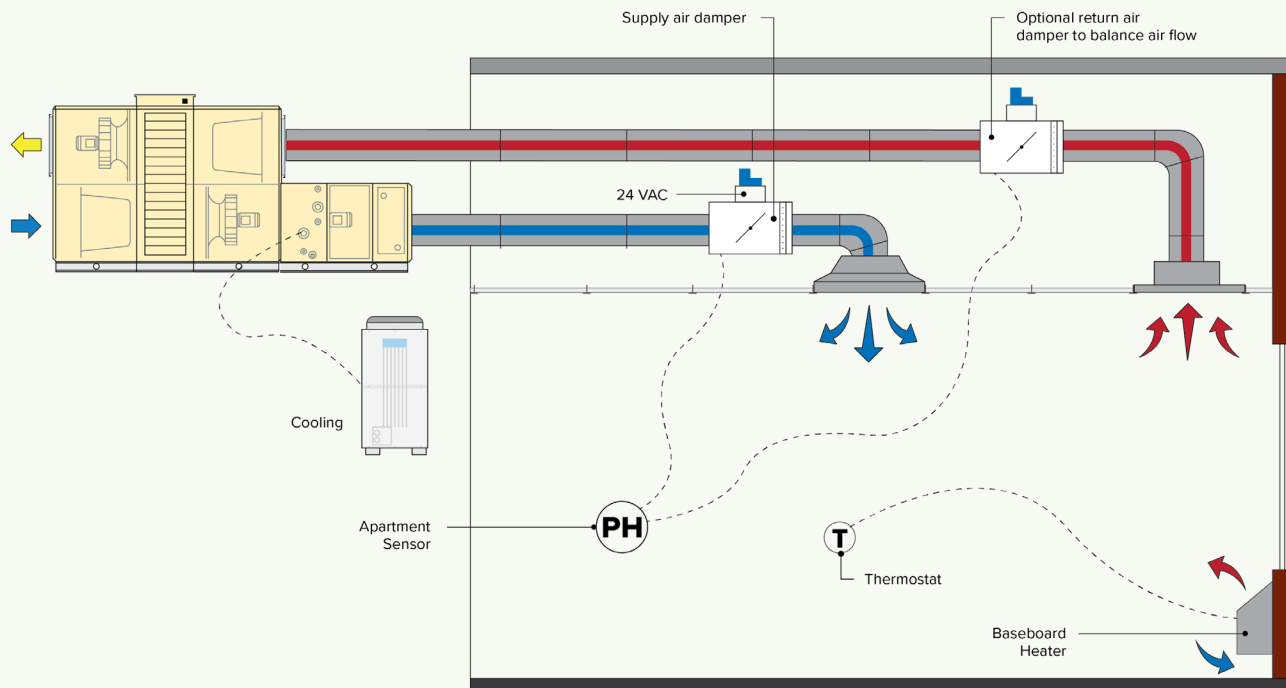 Supply air damper
Optional return air
damper to balance air flow
24 VAC
Cooling
Apartment
Sensor
PH
T
Thermostat
Baseboard
Heater